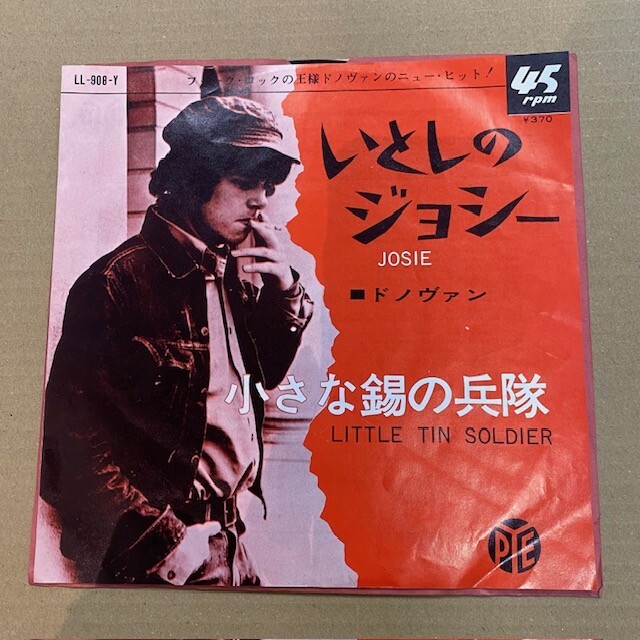 LL-908-Y
フォーク・ロックの王様ドノヴァンのニュー・ヒット!
45
rpm
¥370
いとしの
ジョシー
JOSIE
■ドノヴァン
小さな錫の兵隊
LITTLE TIN SOLDIER
PYE